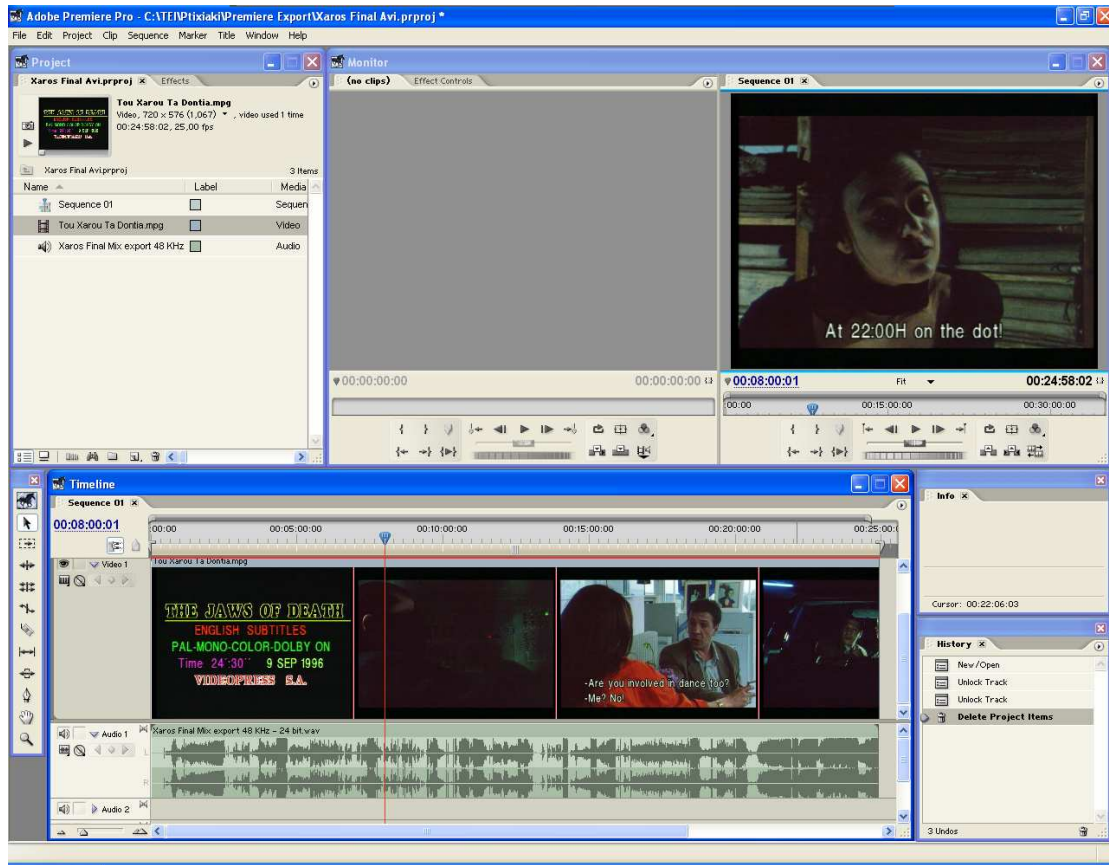 Adobe Premiere Pro - C:\TEI\Ptixiaki\Premiere Export\Xaros Final Avi.prproj *
File Edit Project Clip Sequence Marker Title Window Help
Project
Xaros Final Avi.prproj Effects
Tou Xarou Ta Dontia.mpg
Video, 720 x 576 (1,067) , video used 1 time
00:24:58:02, 25,00 fps
Xaros Final Avi.prproj 3 Items
Name Label Media
Sequence 01 Sequen
Tou Xarou Ta Dontia.mpg Video
Xaros Final Mix export 48 KHz Audio
Monitor
(no clips) Effect Controls
00:00:00:00 00:00:00:00
Sequence 01
At 22:00H on the dot!
00:08:00:01 Fit 00:24:58:02
00:00 00:15:00:00 00:30:00:00
Timeline
Sequence 01
00:08:00:01
00:00 00:05:00:00 00:10:00:00 00:15:00:00 00:20:00:00 00:25:00:
Video 1
Tou Xarou Ta Dontia.mpg
THE JAWS OF DEATH
ENGLISH SUBTITLES
PAL-MONO-COLOR-DOLBY ON
Time 24´:30´´ 9 SEP 1996
VIDEOPRESS S.A.
-Are you involved in dance too?
-Me? No!
Audio 1
Xaros Final Mix export 48 KHz - 24 bit.wav
L
R
Audio 2
Info
Cursor: 00:22:06:03
History
New/Open
Unlock Track
Unlock Track
Delete Project Items
3 Undos